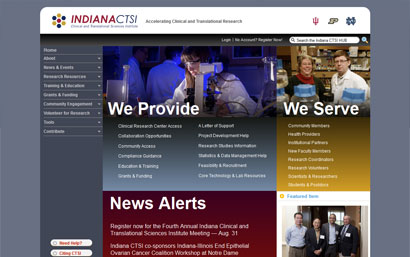 INDIANA CTSI
Clinical and Translational Sciences Institute
Accelerating Clinical and Translational Research
Login | No Account? Register Now!
Search the Indiana CTSI HUB
Home
About
News & Events
Research Resources
Training & Education
Grants & Funding
Community Engagement
Volunteer for Research
Tools
Contribute
Need Help?
Citing CTSI
We Provide
Clinical Research Center Access
Collaboration Opportunities
Community Access
Compliance Guidance
Education & Training
Grants & Funding
A Letter of Support
Project Development Help
Research Studies Information
Statistics & Data Management Help
Feasibility & Recruitment
Core Technology & Lab Resources
We Serve
Community Members
Health Providers
Institutional Partners
New Faculty Members
Research Coordinators
Research Volunteers
Scientists & Researchers
Students & Postdocs
News Alerts
Register now for the Fourth Annual Indiana Clinical and
Translational Sciences Institute Meeting — Aug. 31
Indiana CTSI co-sponsors Indiana-Illinois End Epithelial
Ovarian Cancer Coalition Workshop at Notre Dame
Featured Item